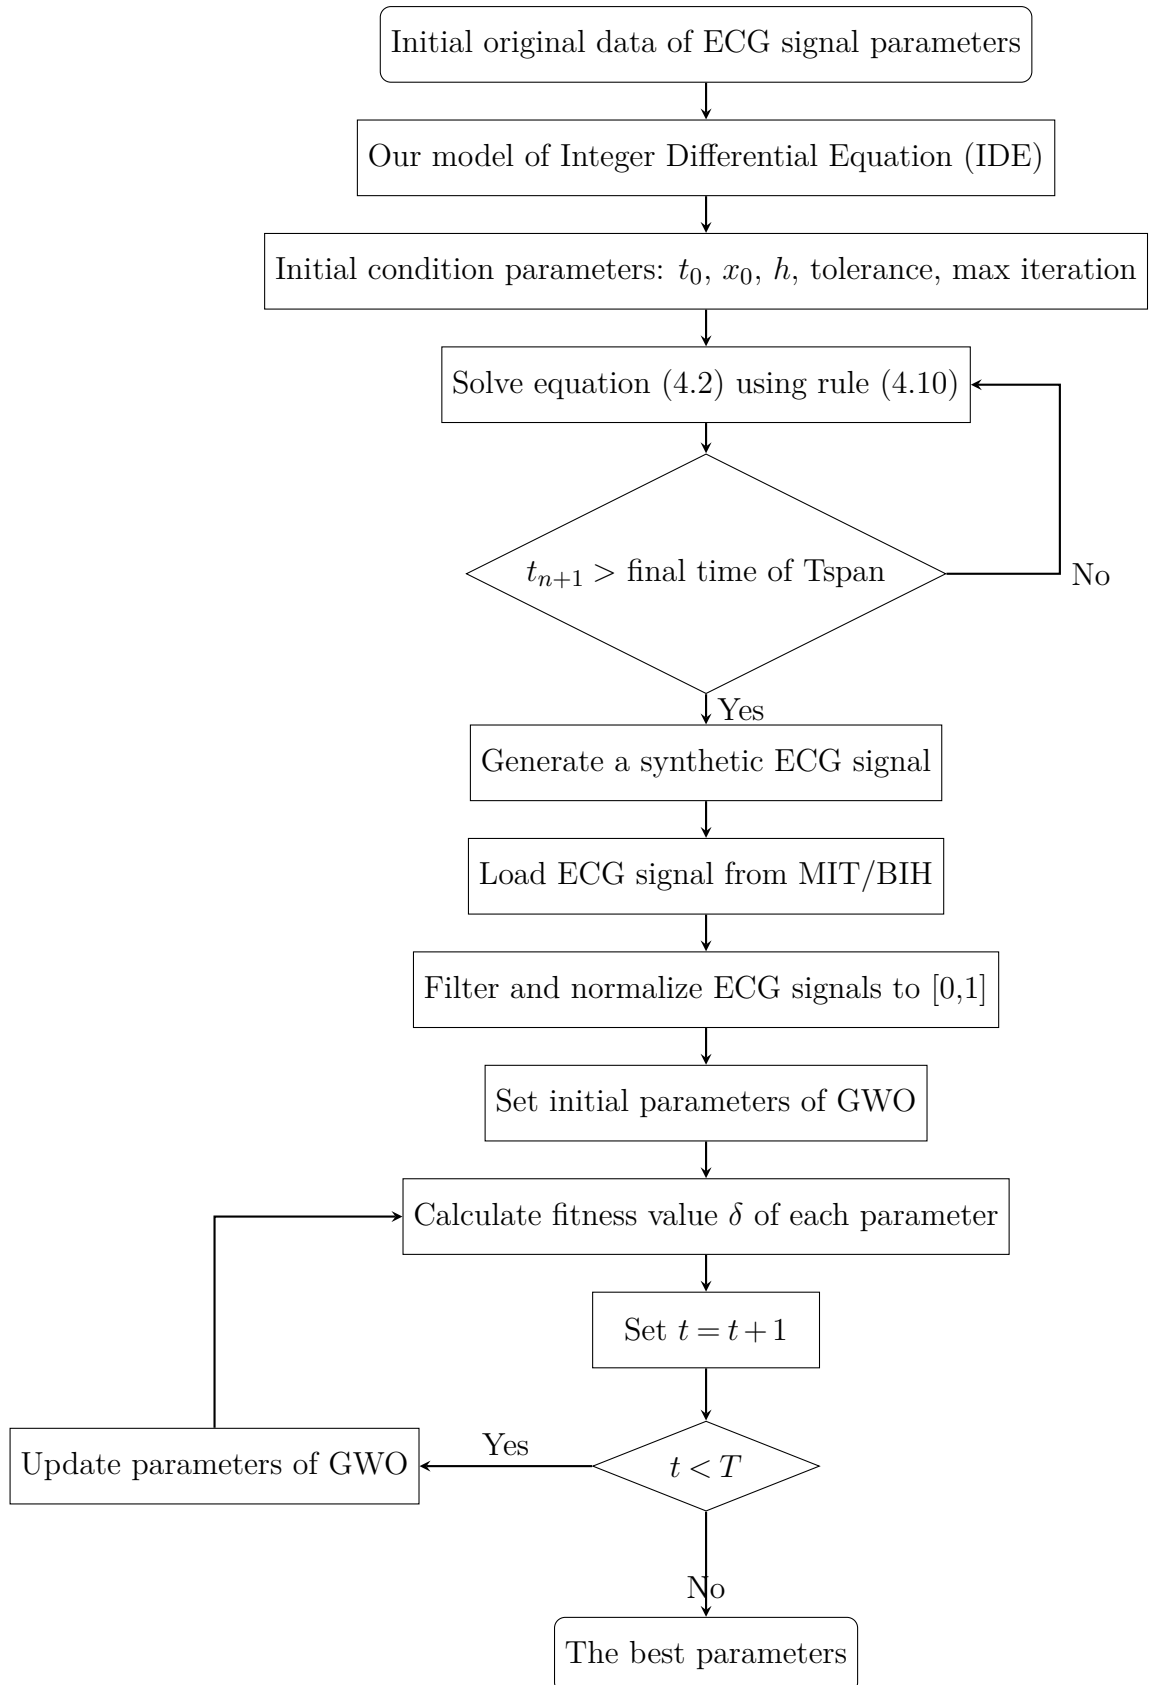 Initial original data of ECG signal parameters
Our model of Integer Differential Equation (IDE)
Initial condition parameters: t₀, x₀, h, tolerance, max iteration
Solve equation (4.2) using rule (4.10)
tₙ₊₁ > final time of Tspan
No
Yes
Generate a synthetic ECG signal
Load ECG signal from MIT/BIH
Filter and normalize ECG signals to [0,1]
Set initial parameters of GWO
Calculate fitness value δ of each parameter
Set t = t + 1
Yes
Update parameters of GWO
t < T
No
The best parameters